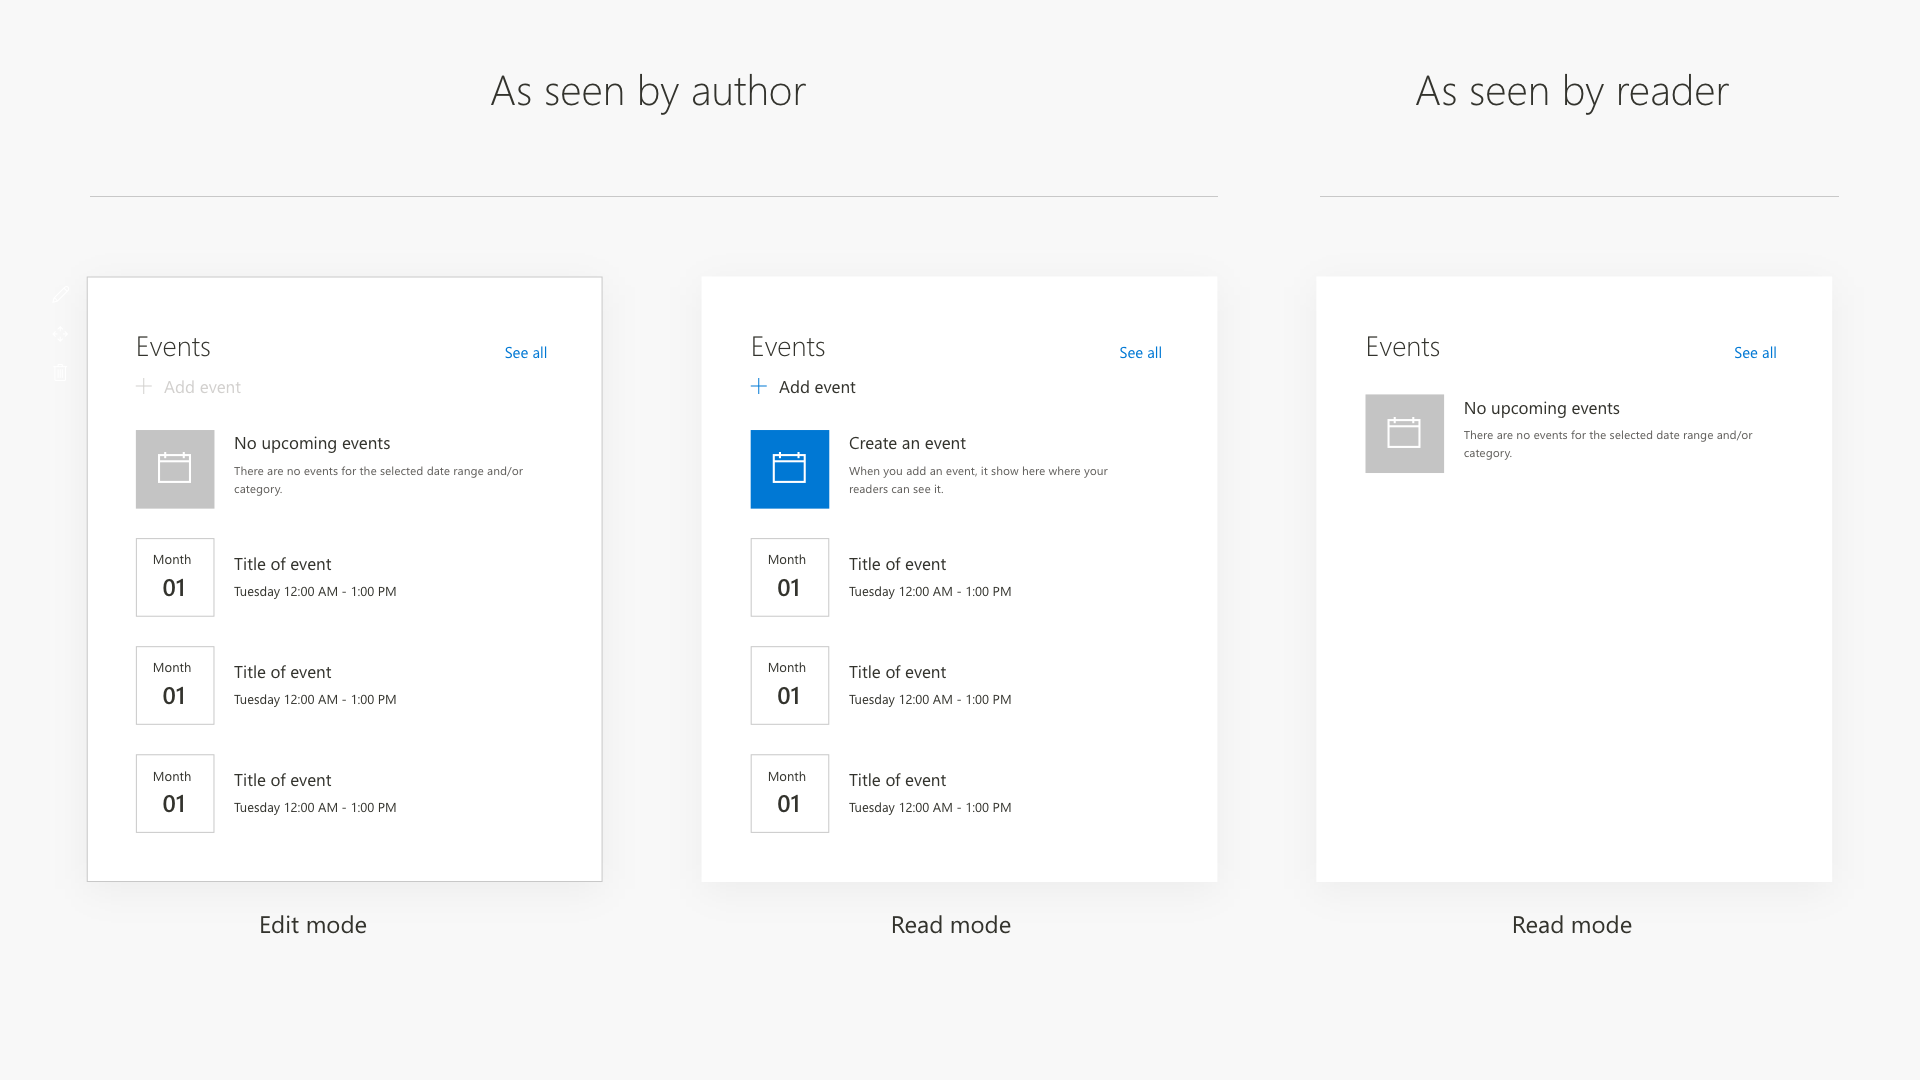 As seen by author
As seen by reader
Events
See all
Add event
No upcoming events
There are no events for the selected date range and/or
category.
Month
01
Title of event
Tuesday 12:00 AM - 1:00 PM
Month
01
Title of event
Tuesday 12:00 AM - 1:00 PM
Month
01
Title of event
Tuesday 12:00 AM - 1:00 PM
Edit mode
Events
See all
Add event
Create an event
When you add an event, it show here where your
readers can see it.
Month
01
Title of event
Tuesday 12:00 AM - 1:00 PM
Month
01
Title of event
Tuesday 12:00 AM - 1:00 PM
Month
01
Title of event
Tuesday 12:00 AM - 1:00 PM
Read mode
Events
See all
No upcoming events
There are no events for the selected date range and/or
category.
Read mode